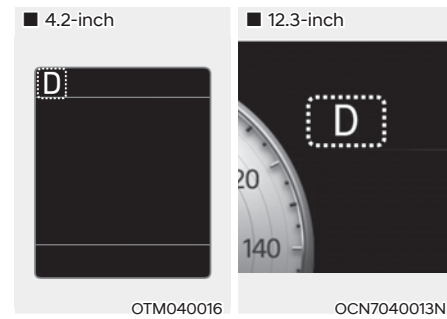 ■ 4.2-inch
D
OTM040016
■ 12.3-inch
D
20
140
OCN7040013N